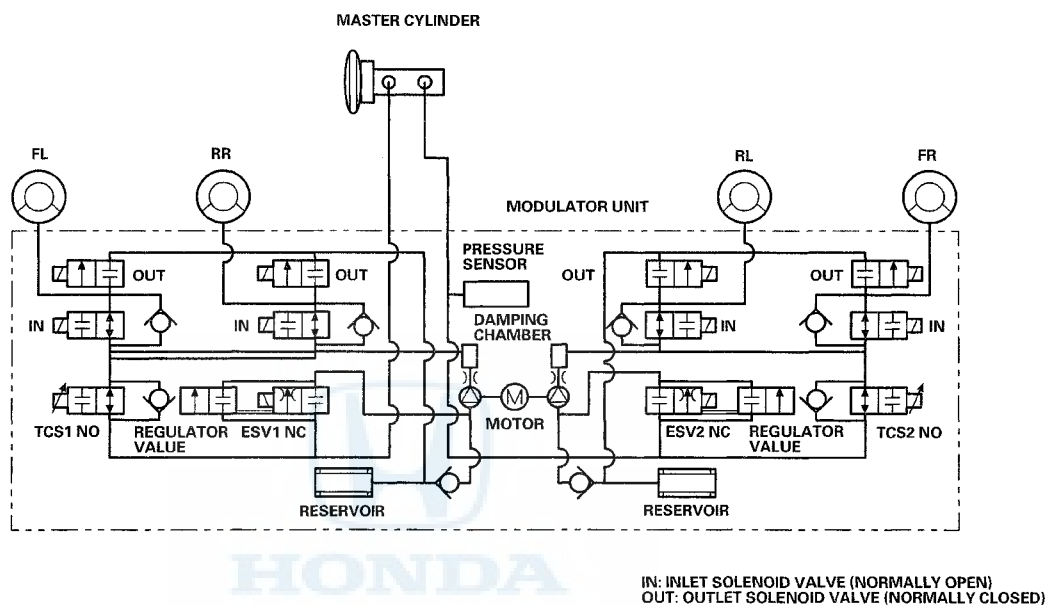 MASTER CYLINDER
FL
RR
RL
FR
MODULATOR UNIT
PRESSURE
SENSOR
OUT
OUT
OUT
OUT
DAMPING
CHAMBER
IN
IN
IN
IN
M
MOTOR
TCS1 NO
REGULATOR
VALUE
ESV1 NC
ESV2 NC
REGULATOR
VALUE
TCS2 NO
RESERVOIR
RESERVOIR
HONDA
IN: INLET SOLENOID VALVE (NORMALLY OPEN)
OUT: OUTLET SOLENOID VALVE (NORMALLY CLOSED)